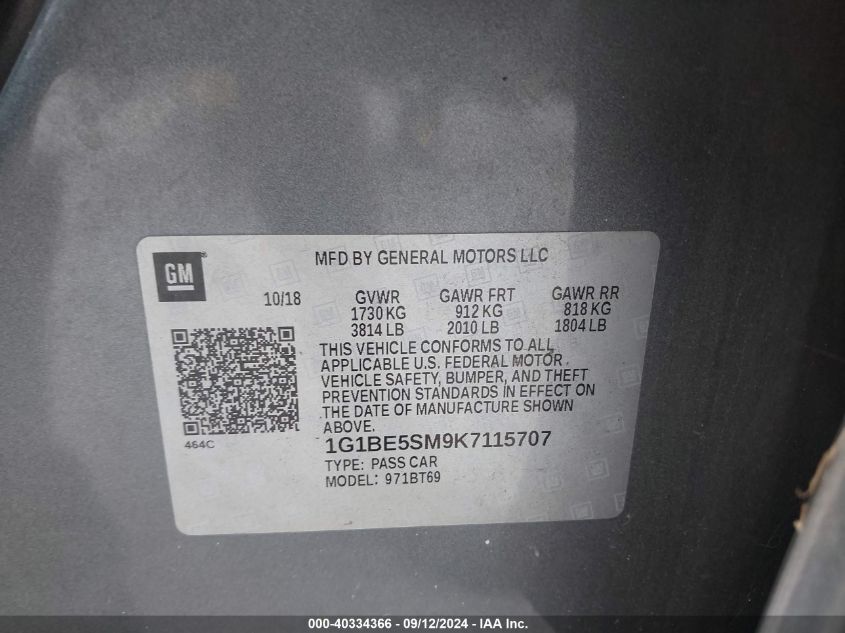 GM
MFD BY GENERAL MOTORS LLC
10/18 GVWR GAWR FRT GAWR RR
1730 KG 912 KG 818 KG
3814 LB 2010 LB 1804 LB
THIS VEHICLE CONFORMS TO ALL
APPLICABLE U.S. FEDERAL MOTOR
VEHICLE SAFETY, BUMPER, AND THEFT
PREVENTION STANDARDS IN EFFECT ON
THE DATE OF MANUFACTURE SHOWN
ABOVE.
464C
1G1BE5SM9K7115707
TYPE: PASS CAR
MODEL: 971BT69
000-40334366 - 09/12/2024 - IAA Inc.